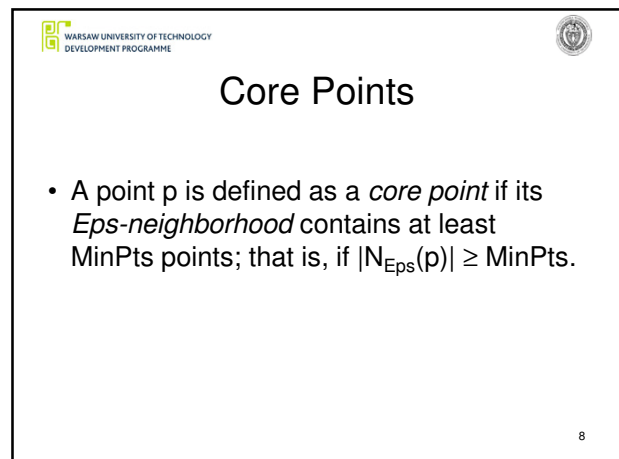 WARSAW UNIVERSITY OF TECHNOLOGY
DEVELOPMENT PROGRAMME
Core Points
• A point p is defined as a core point if its
Eps-neighborhood contains at least
MinPts points; that is, if |N_Eps(p)| ≥ MinPts.
8